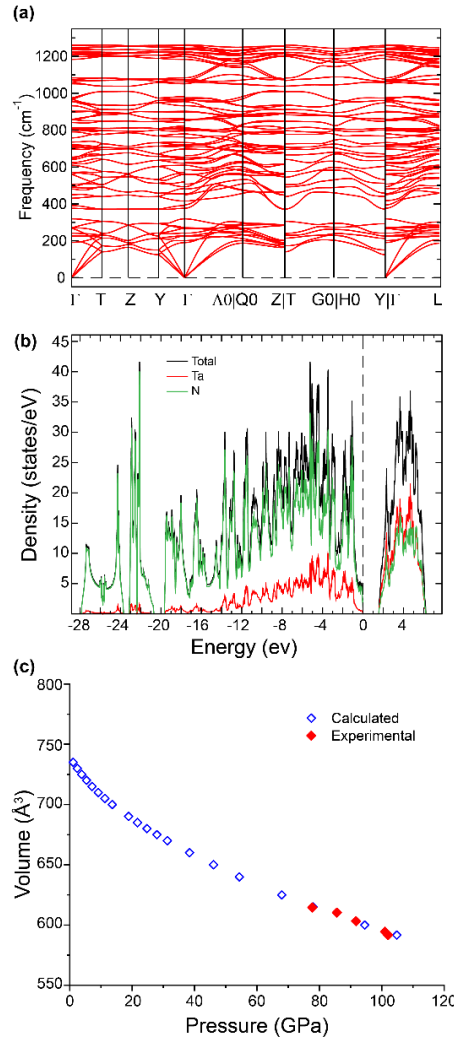 (a)
Frequency (cm⁻¹)
1200
1000
800
600
400
200
0
Γ T Z Y Γ Λ0|Q0 Z|T G0|H0 Y|Γ L
(b)
Density (states/eV)
45
40
35
30
25
20
15
10
5
Total
Ta
N
-28 -24 -20 -16 -12 -8 -4 0 4
Energy (ev)
(c)
Volume (Å³)
800
750
700
650
600
550
Calculated
Experimental
0 20 40 60 80 100 120
Pressure (GPa)